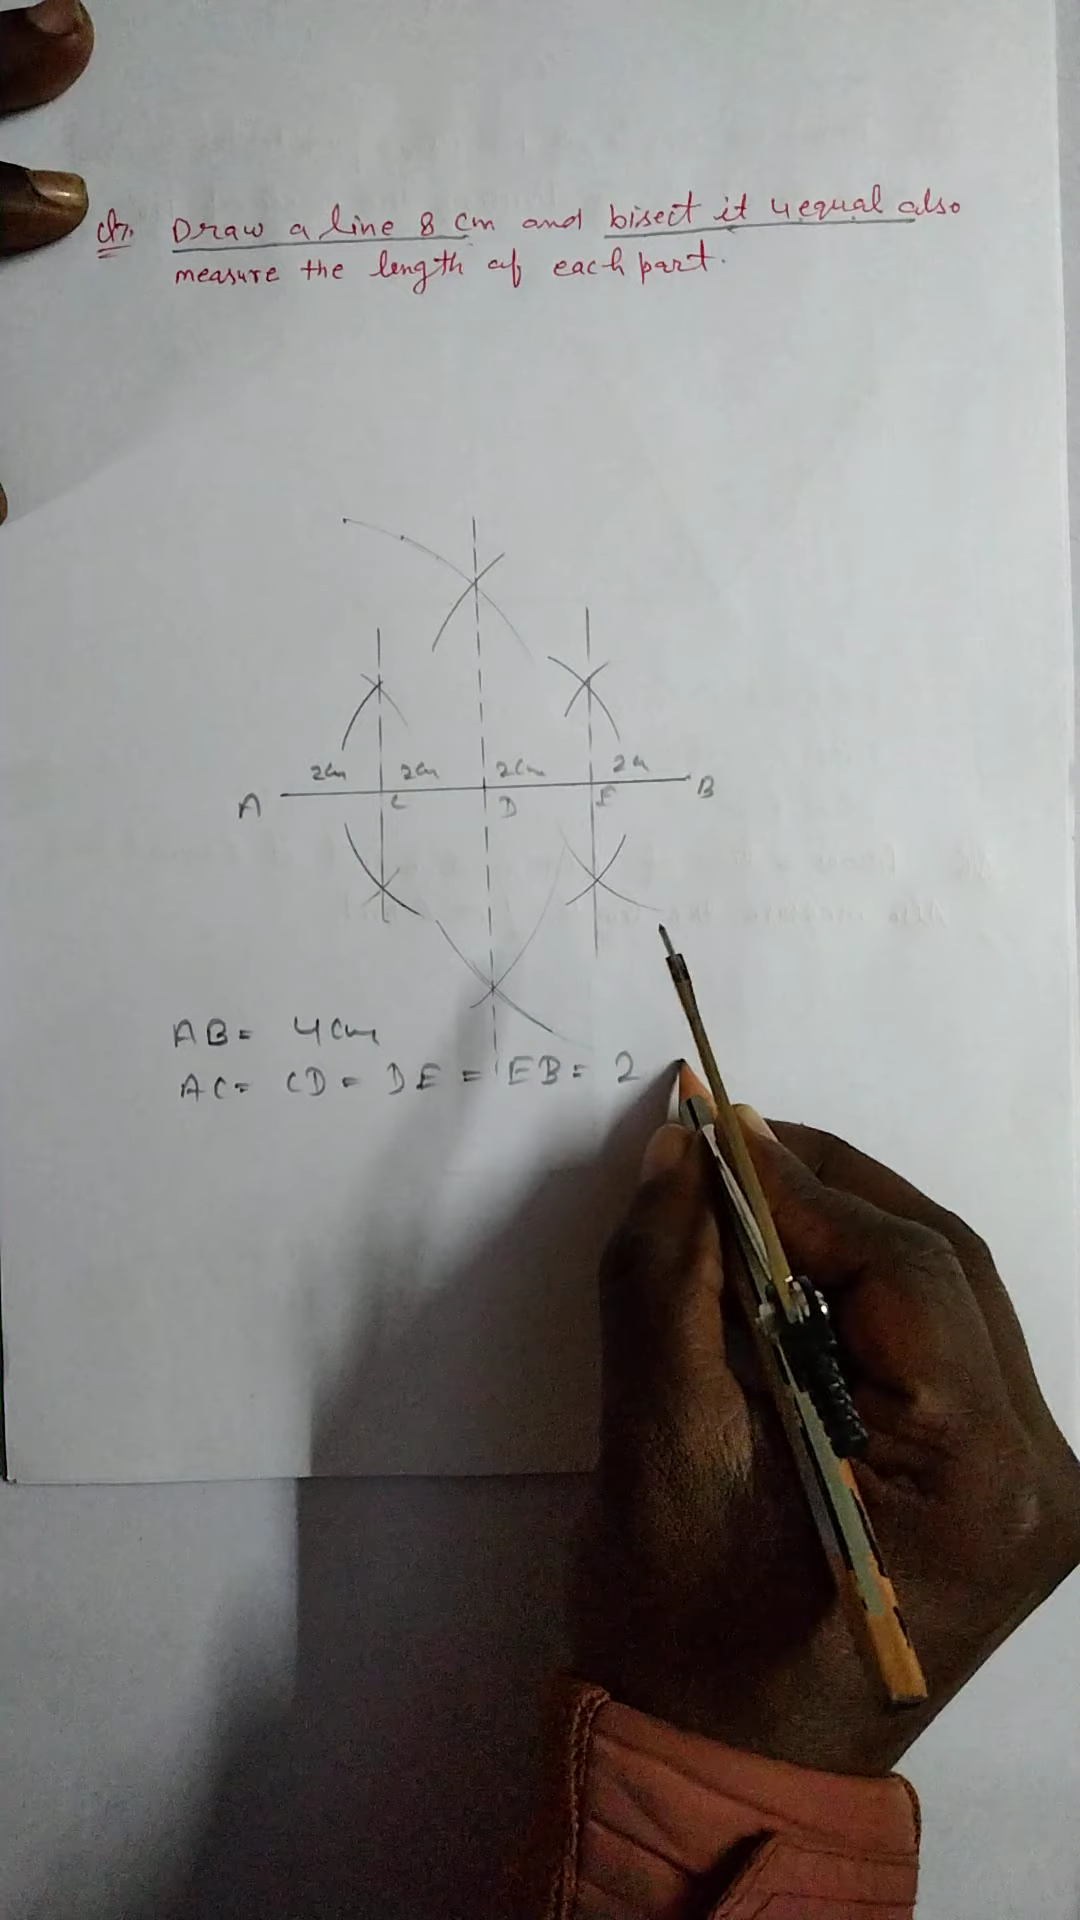 Draw a line 8 cm and bisect it 4 equal also
measure the length of each part.
2cm 2cm 2cm 2c
A C D E B
AB = 4cm
AC = CD = DE = EB = 2